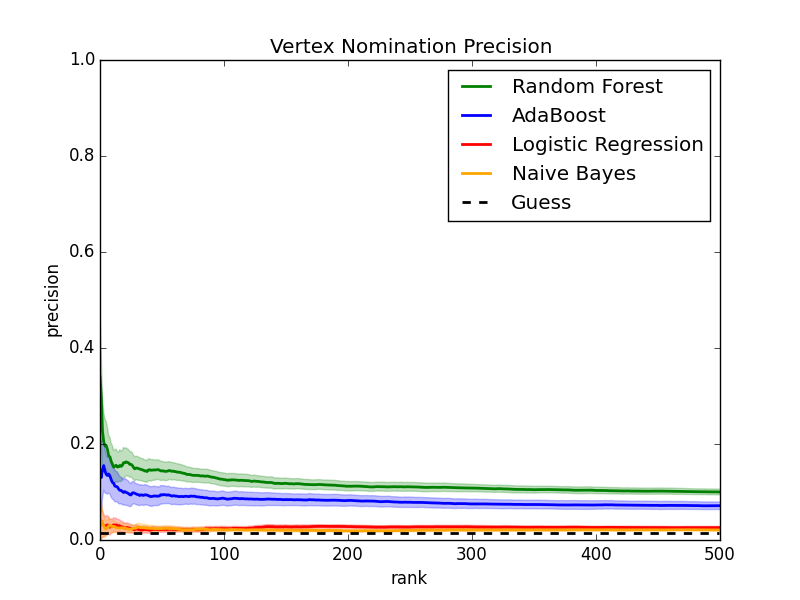 Vertex Nomination Precision
1.0
0.8
0.6
0.4
0.2
0.0
precision
Random Forest
AdaBoost
Logistic Regression
Naive Bayes
Guess
0 100 200 300 400 500
rank